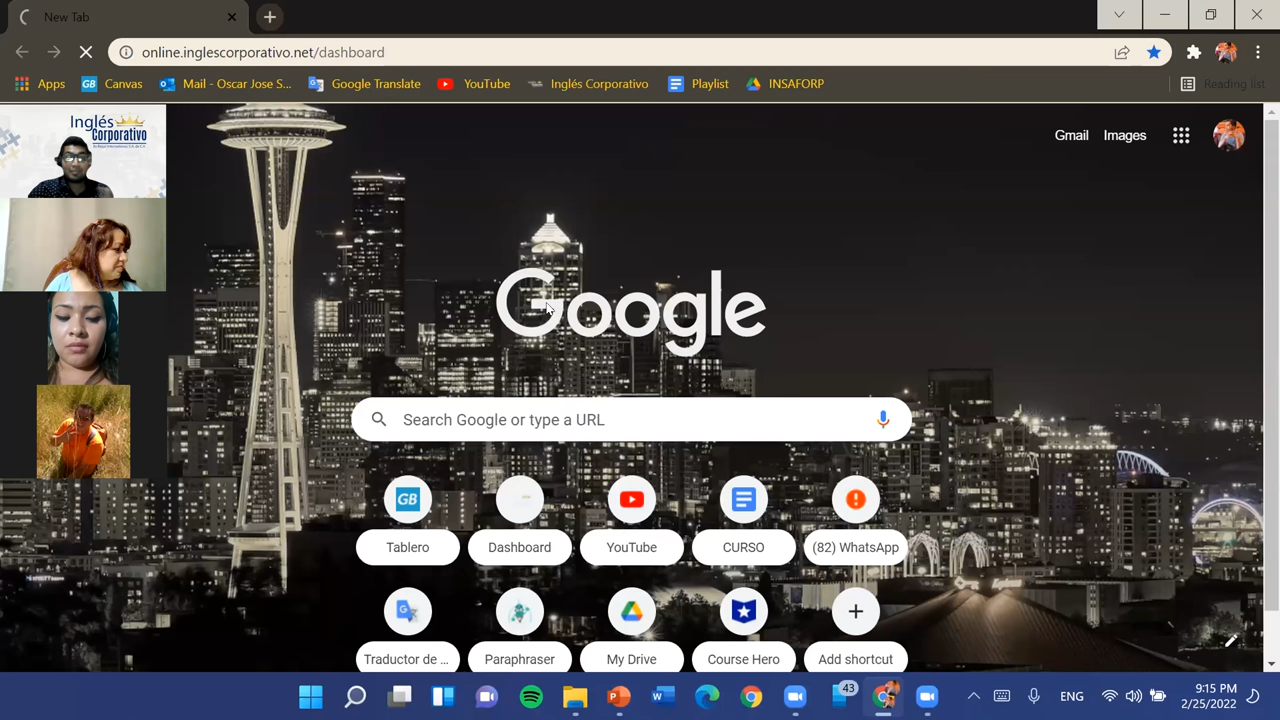 New Tab
online.inglescorporativo.net/dashboard
Apps
Canvas
Mail - Oscar Jose S...
Google Translate
YouTube
Inglés Corporativo
Playlist
INSAFORP
Reading list
Inglés
Corporativo
Gmail
Images
Google
Search Google or type a URL
GB
Tablero
Dashboard
YouTube
CURSO
(82) WhatsApp
Traductor de ...
Paraphraser
My Drive
Course Hero
Add shortcut
43
ENG
9:15 PM
2/25/2022